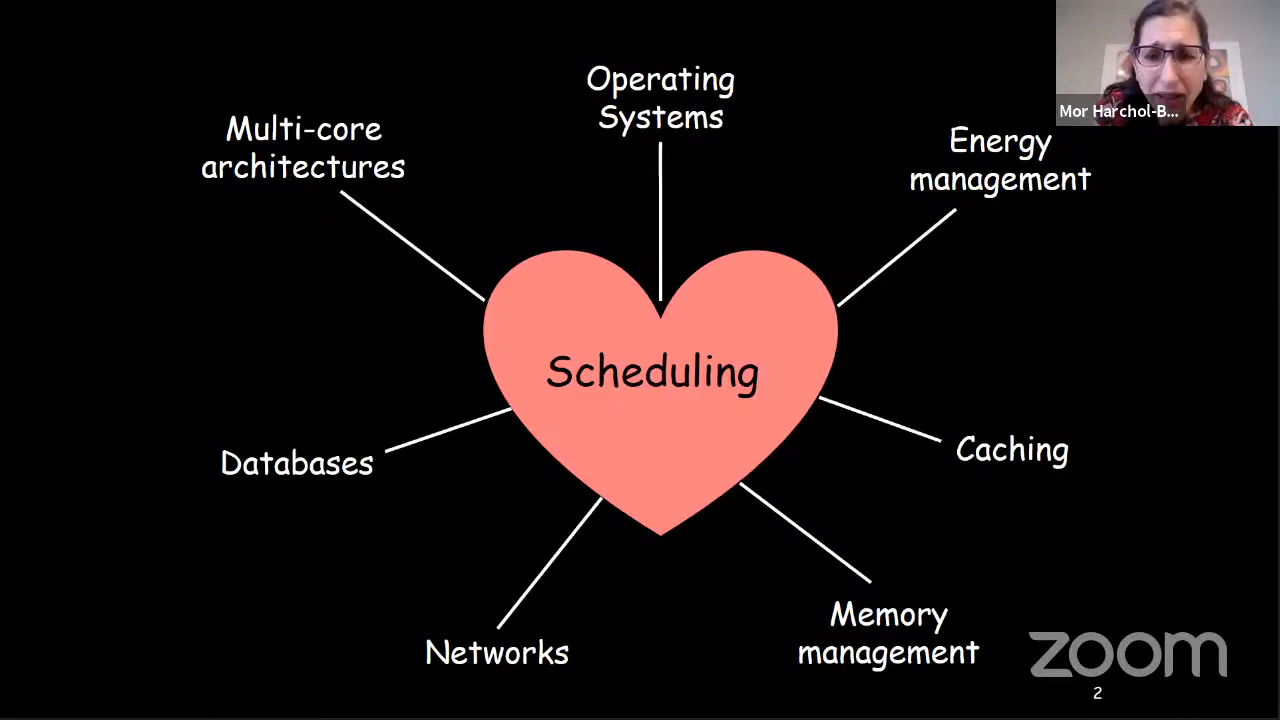 Mor Harchol-B...
Operating
Systems
Multi-core
architectures
Energy
management
Scheduling
Databases
Caching
Networks
Memory
management
zoom
2